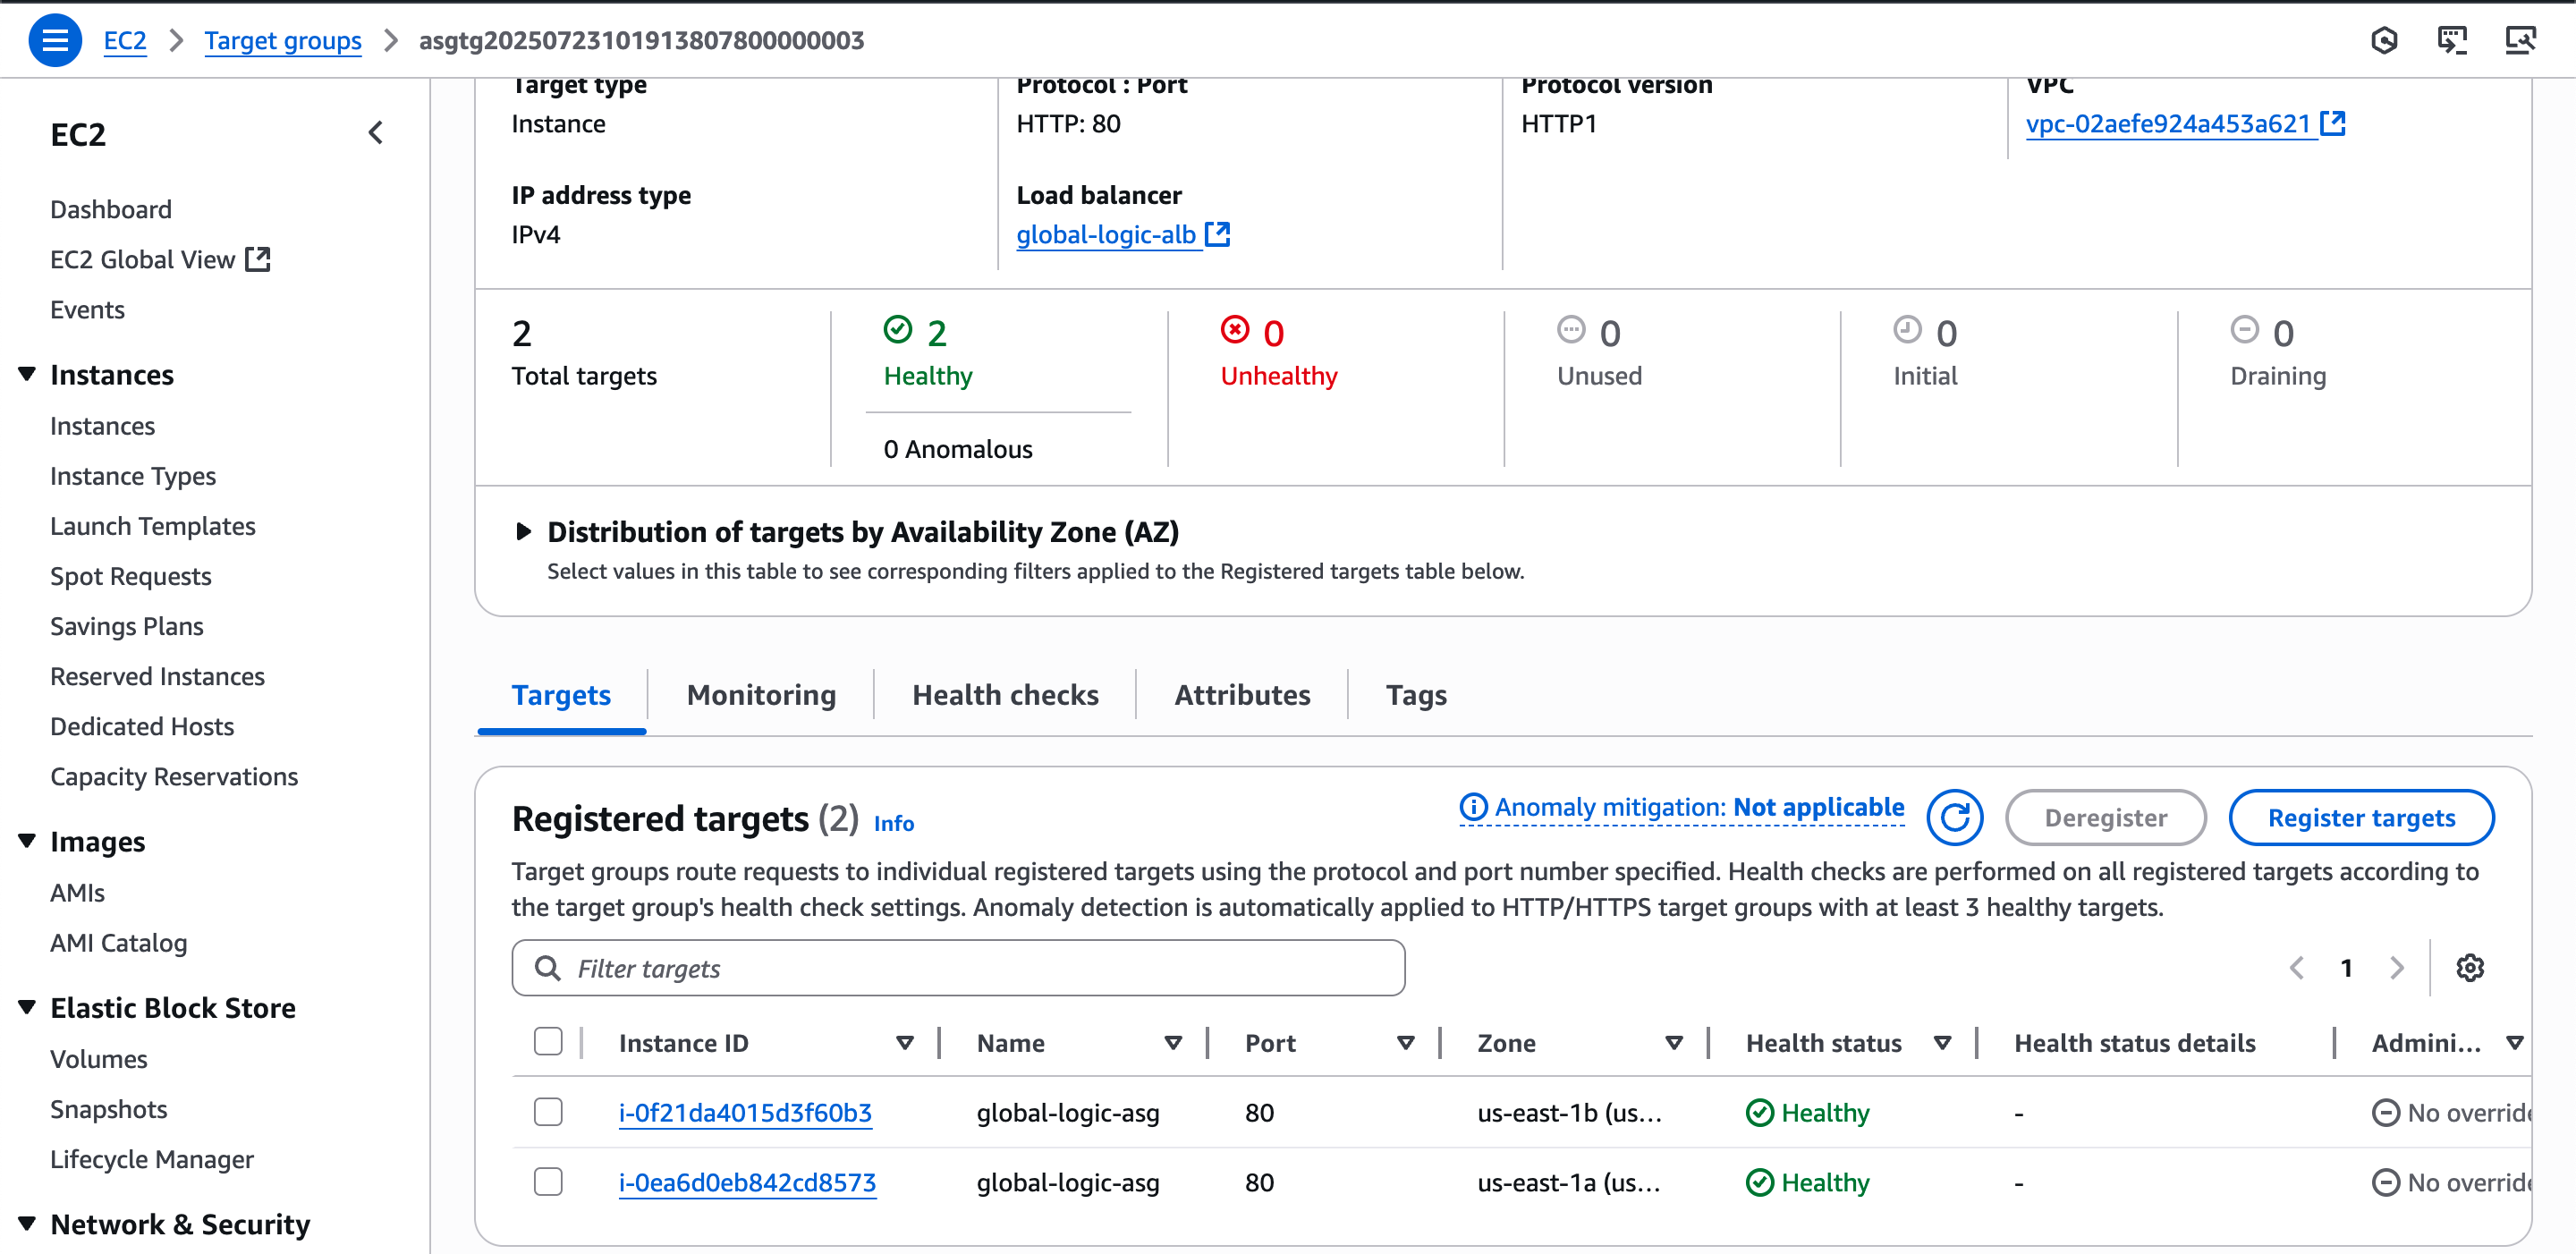 EC2 > Target groups > asgtg20250723101913807800000003
EC2
Dashboard
EC2 Global View
Events
Instances
Instances
Instance Types
Launch Templates
Spot Requests
Savings Plans
Reserved Instances
Dedicated Hosts
Capacity Reservations
Images
AMIs
AMI Catalog
Elastic Block Store
Volumes
Snapshots
Lifecycle Manager
Network & Security
Target type
Instance
Protocol : Port
HTTP: 80
Protocol version
HTTP1
VPC
vpc-02aefe924a453a621
IP address type
IPv4
Load balancer
global-logic-alb
2
Total targets
2
Healthy
0 Anomalous
0
Unhealthy
0
Unused
0
Initial
0
Draining
Distribution of targets by Availability Zone (AZ)
Select values in this table to see corresponding filters applied to the Registered targets table below.
Targets Monitoring Health checks Attributes Tags
Registered targets (2) Info
Anomaly mitigation: Not applicable Deregister Register targets
Target groups route requests to individual registered targets using the protocol and port number specified. Health checks are performed on all registered targets according to
the target group's health check settings. Anomaly detection is automatically applied to HTTP/HTTPS target groups with at least 3 healthy targets.
Filter targets
1
Instance ID Name Port Zone Health status Health status details Admini...
i-0f21da4015d3f60b3 global-logic-asg 80 us-east-1b (us... Healthy - No override
i-0ea6d0eb842cd8573 global-logic-asg 80 us-east-1a (us... Healthy - No override